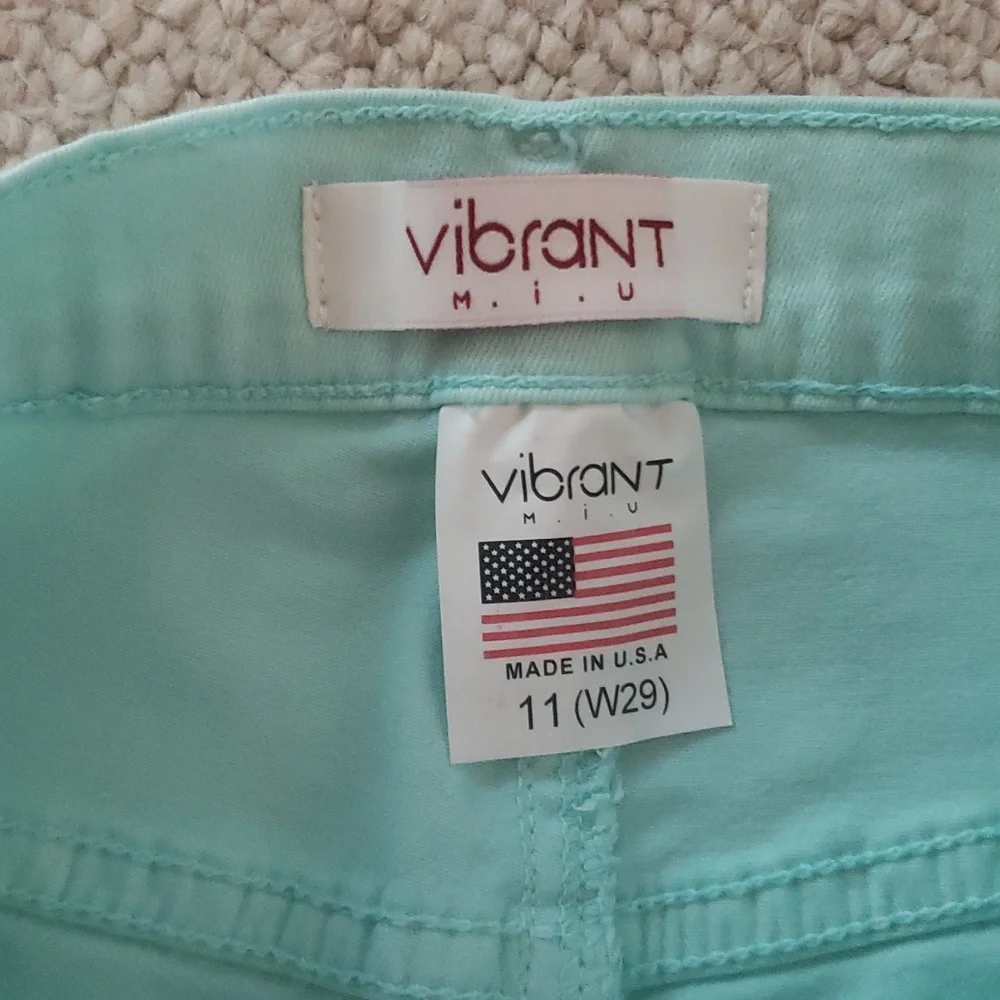 vibraNT
M.i.U
vibraNT
M.i.U
MADE IN U.S.A
11 (W29)